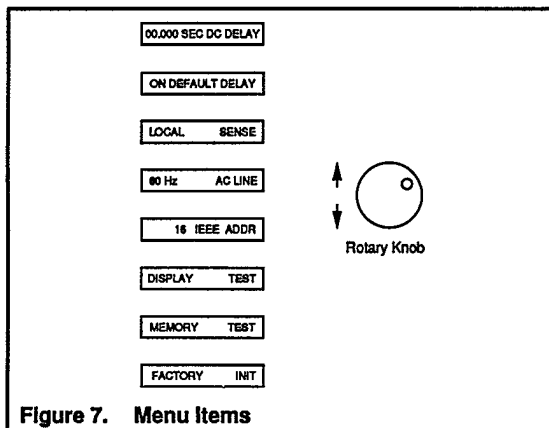 00.000 SEC DC DELAY
ON DEFAULT DELAY
LOCAL SENSE
60 Hz AC LINE
16 IEEE ADDR
Rotary Knob
DISPLAY TEST
MEMORY TEST
FACTORY INIT
Figure 7. Menu Items